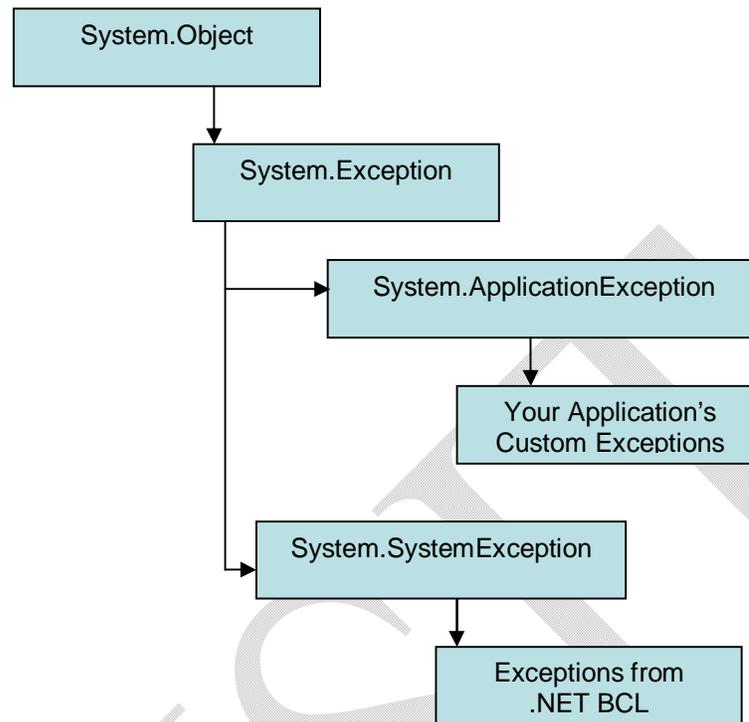 System.Object
System.Exception
System.ApplicationException
Your Application’s
Custom Exceptions
System.SystemException
Exceptions from
.NET BCL